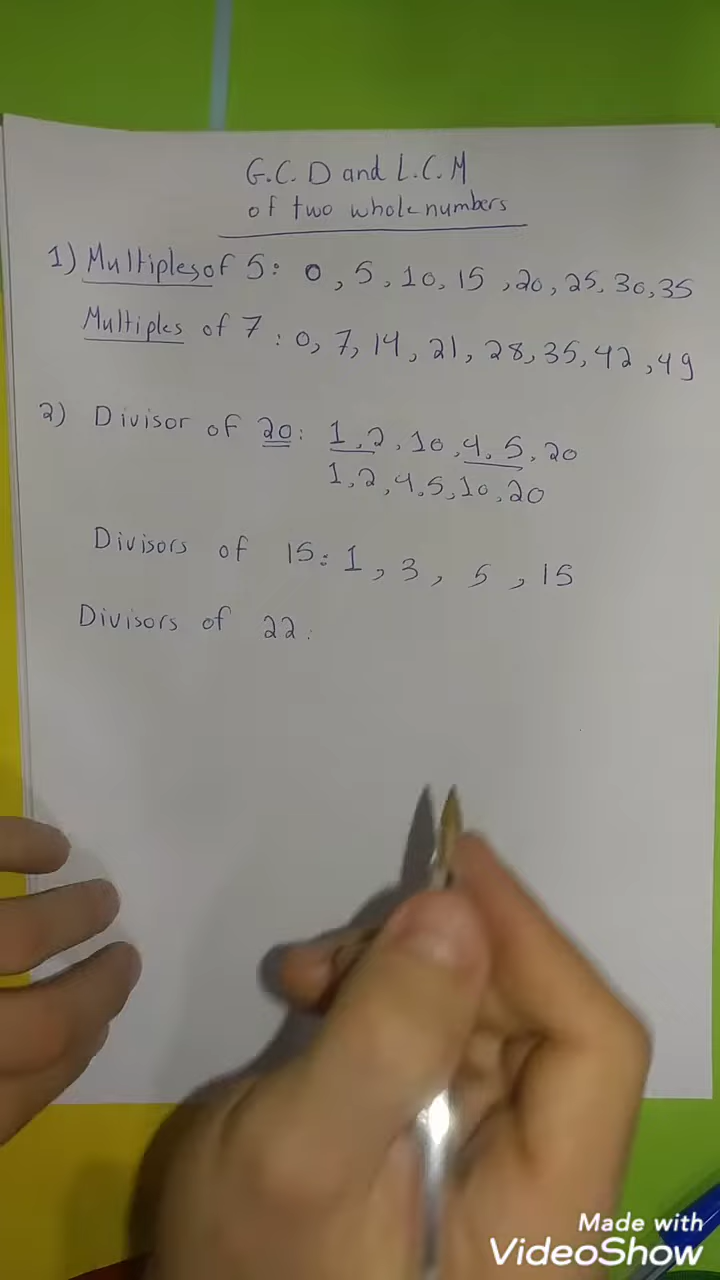 G.C.D and L.C.M
of two whole numbers
1) Multiples of 5: 0, 5, 10, 15, 20, 25, 30, 35
Multiples of 7: 0, 7, 14, 21, 28, 35, 42, 49
2) Divisor of 20: 1, 2, 10, 4, 5, 20
1, 2, 4, 5, 10, 20
Divisors of 15: 1, 3, 5, 15
Divisors of 22:
Made with
VideoShow